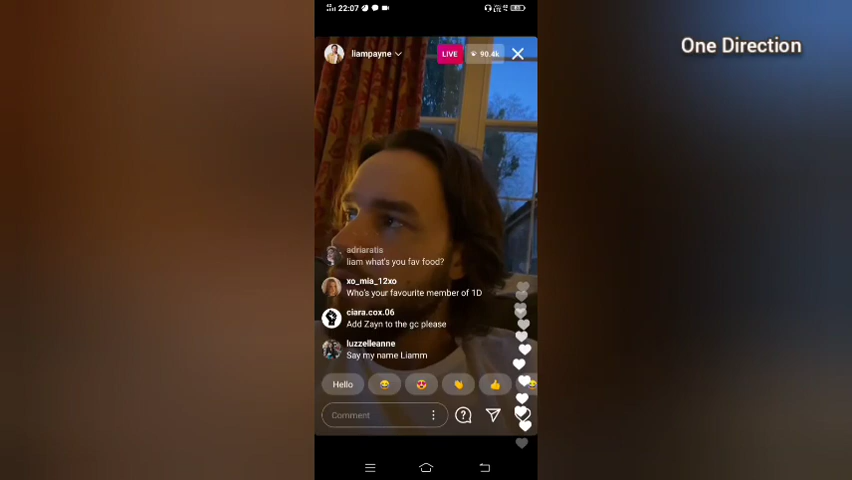 22:07
One Direction
liampayne
LIVE
90.4k
adriaratis
liam what's you fav food?
xo_mia_12xo
Who's your favourite member of 1D
ciara.cox.06
Add Zayn to the gc please
luzzelleanne
Say my name Liamm
Hello
Comment